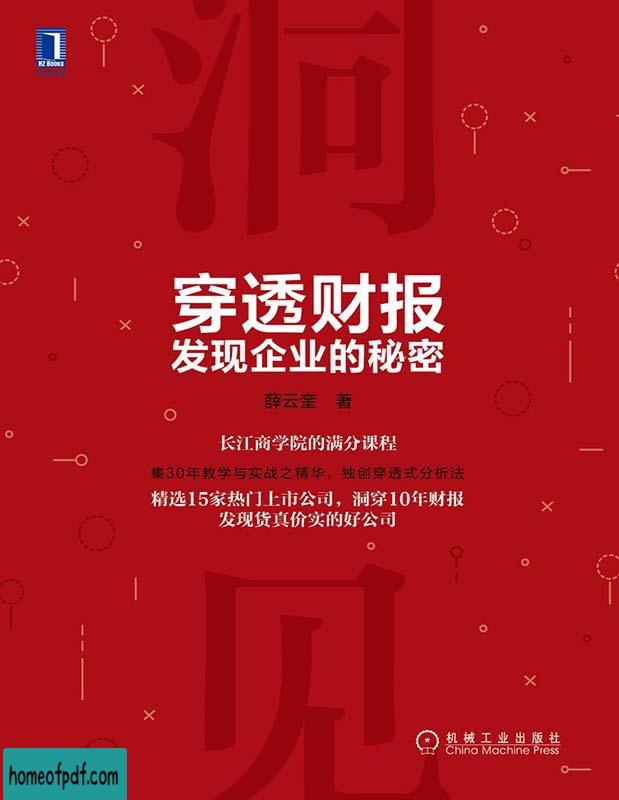 HZ BOOKS
洞
穿透财报
发现企业的秘密
薛云奎 著
长江商学院的满分课程
集30年教学与实战之精华，独创穿透式分析法
精选15家热门上市公司，洞穿10年财报
发现货真价实的好公司
见
机械工业出版社
China Machine Press
homeofpdf.com